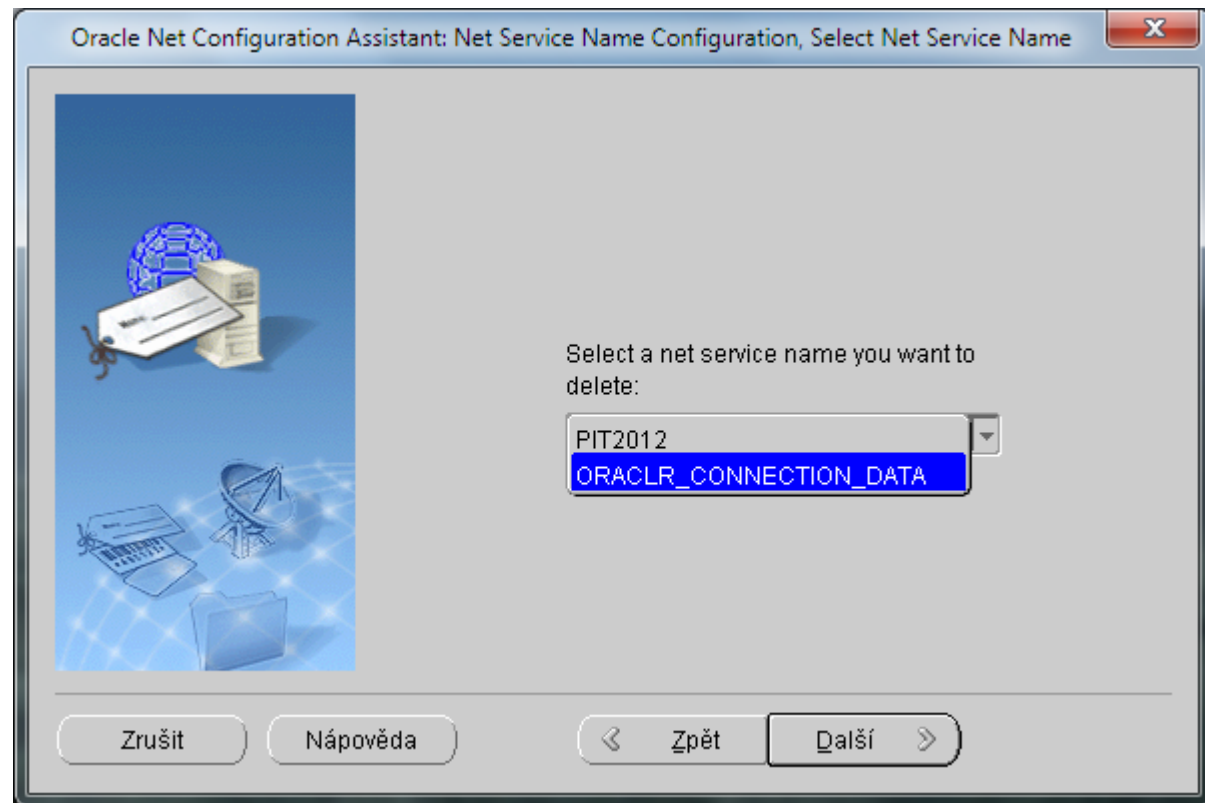 Oracle Net Configuration Assistant: Net Service Name Configuration, Select Net Service Name
Select a net service name you want to
delete:
PIT2012
ORACLR_CONNECTION_DATA
Zrušit
Nápověda
Zpět
Další